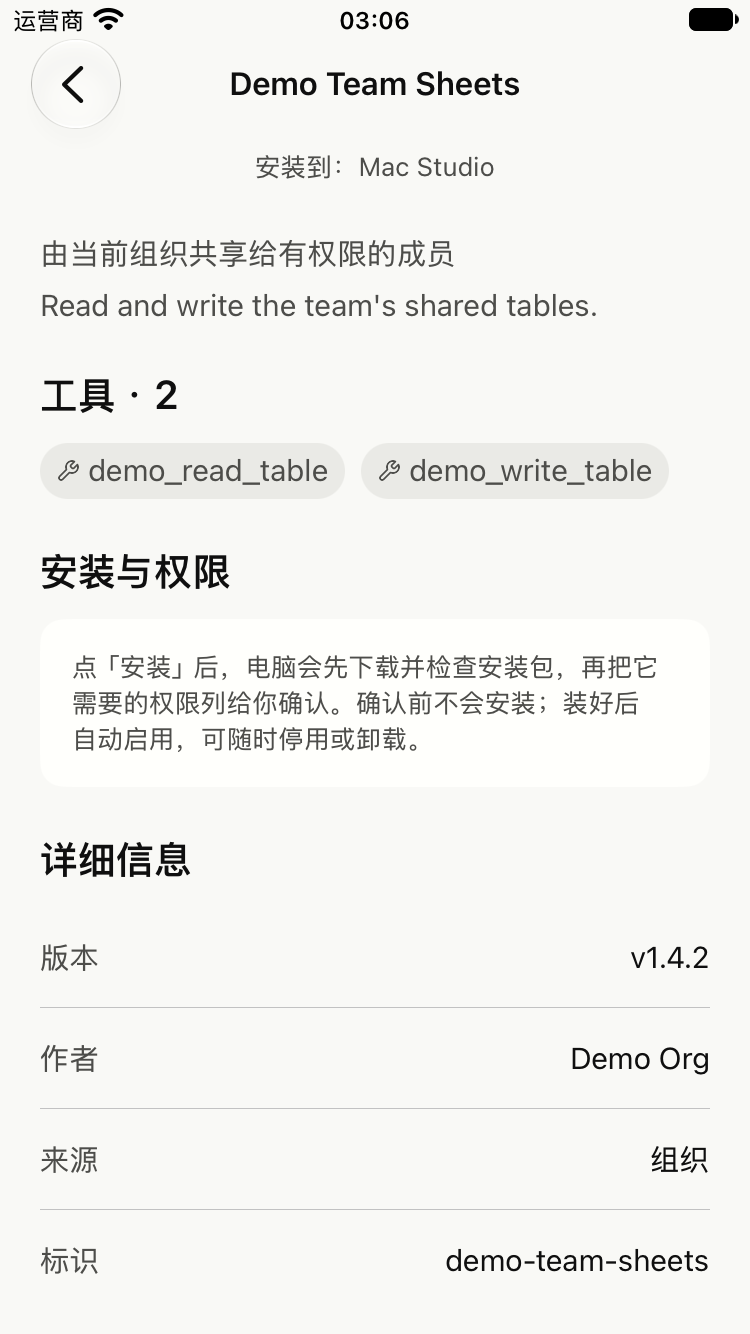 运营商 03:06
Demo Team Sheets
安装到：Mac Studio
由当前组织共享给有权限的成员
Read and write the team's shared tables.
工具 · 2
demo_read_table demo_write_table
安装与权限
点「安装」后，电脑会先下载并检查安装包，再把它
需要的权限列给你确认。确认前不会安装；装好后
自动启用，可随时停用或卸载。
详细信息
版本 v1.4.2
作者 Demo Org
来源 组织
标识 demo-team-sheets